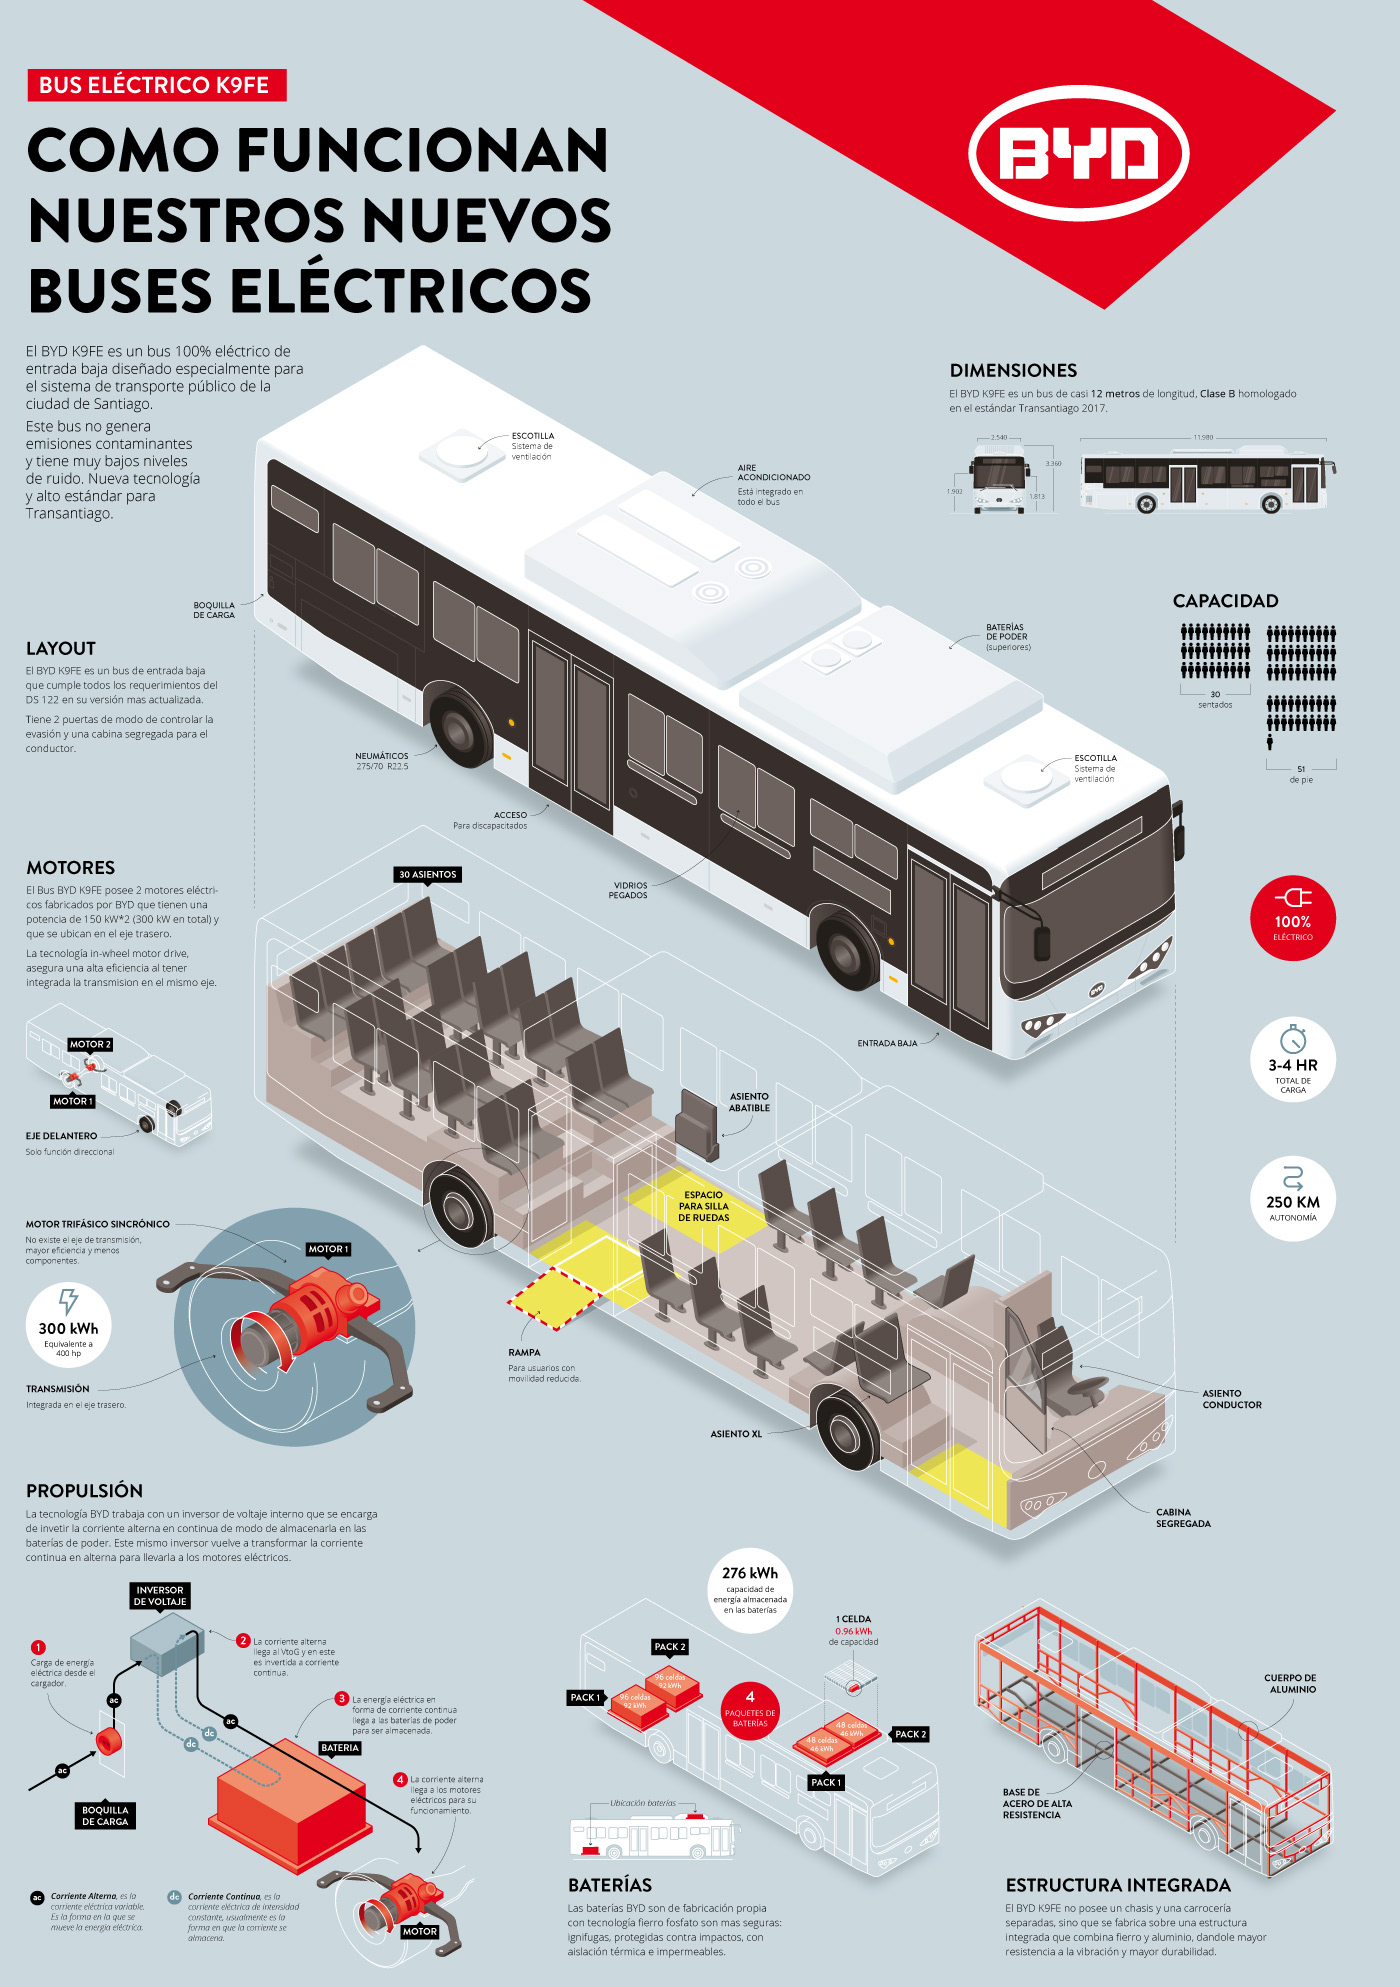 BUS ELÉCTRICO K9FE
COMO FUNCIONAN
NUESTROS NUEVOS
BUSES ELÉCTRICOS
BYD
El BYD K9FE es un bus 100% eléctrico de
entrada baja diseñado especialmente para
el sistema de transporte público de la
ciudad de Santiago.
Este bus no genera
emisiones contaminantes
y tiene muy bajos niveles
de ruido. Nueva tecnología
y alto estándar para
Transantiago.
DIMENSIONES
El BYD K9FE es un bus de casi 12 metros de longitud, Clase B homologado
en el estándar Transantiago 2017.
2.540
3.360
1.902
1.813
11.980
ESCOTILLA
Sistema de
ventilación
AIRE
ACONDICIONADO
Está integrado en
todo el bus
BATERÍAS
DE PODER
(superiores)
ESCOTILLA
Sistema de
ventilación
BOQUILLA
DE CARGA
NEUMÁTICOS
275/70 R22.5
ACCESO
Para discapacitados
VIDRIOS
PEGADOS
ENTRADA BAJA
BYD
CAPACIDAD
30
sentados
51
de pie
LAYOUT
El BYD K9FE es un bus de entrada baja
que cumple todos los requerimientos del
DS 122 en su versión mas actualizada.
Tiene 2 puertas de modo de controlar la
evasión y una cabina segregada para el
conductor.
MOTORES
El Bus BYD K9FE posee 2 motores eléctri-
cos fabricados por BYD que tienen una
potencia de 150 kW*2 (300 kW en total) y
que se ubican en el eje trasero.
La tecnología in-wheel motor drive,
asegura una alta eficiencia al tener
integrada la transmision en el mismo eje.
MOTOR 2
MOTOR 1
EJE DELANTERO
Solo función direccional
100%
ELÉCTRICO
3-4 HR
TOTAL DE
CARGA
250 KM
AUTONOMÍA
30 ASIENTOS
ASIENTO
ABATIBLE
ESPACIO
PARA SILLA
DE RUEDAS
RAMPA
Para usuarios con
movilidad reducida.
ASIENTO XL
ASIENTO
CONDUCTOR
CABINA
SEGREGADA
MOTOR TRIFÁSICO SINCRÓNICO
No existe el eje de transmisión,
mayor eficiencia y menos
componentes.
MOTOR 1
300 kWh
Equivalente a
400 hp
TRANSMISIÓN
Integrada en el eje trasero.
PROPULSIÓN
La tecnología BYD trabaja con un inversor de voltaje interno que se encarga
de invetir la corriente alterna en continua de modo de almacenarla en las
baterías de poder. Este mismo inversor vuelve a transformar la corriente
continua en alterna para llevarla a los motores eléctricos.
INVERSOR
DE VOLTAJE
1
Carga de energía
eléctrica desde el
cargador.
2
La corriente alterna
llega al VtoG y en este
es invertida a corriente
continua.
3
La energía eléctrica en
forma de corriente continua
llega a las baterías de poder
para ser almacenada.
4
La corriente alterna
llega a los motores
eléctricos para su
funcionamiento.
ac
ac
ac
dc
dc
BATERIA
BOQUILLA
DE CARGA
MOTOR
ac
Corriente Alterna, es la
corriente eléctrica variable.
Es la forma en la que se
mueve la energia eléctrica.
dc
Corriente Continua, es la
corriente eléctrica de intensidad
constante, usualmente es la
forma en que la corriente se
almacena.
276 kWh
capacidad de
energía almacenada
en las baterías
1 CELDA
0.96 kWh
de capacidad
PACK 2
PACK 1
96 celdas
92 kWh
96 celdas
92 kWh
4
PAQUETES DE
BATERÍAS
48 celdas
46 kWh
48 celdas
46 kWh
PACK 2
PACK 1
Ubicación baterías
BATERÍAS
Las baterías BYD son de fabricación propia
con tecnología fierro fosfato son mas seguras:
ignifugas, protegidas contra impactos, con
aislación térmica e impermeables.
CUERPO DE
ALUMINIO
BASE DE
ACERO DE ALTA
RESISTENCIA
ESTRUCTURA INTEGRADA
El BYD K9FE no posee un chasis y una carrocería
separadas, sino que se fabrica sobre una estructura
integrada que combina fierro y aluminio, dandole mayor
resistencia a la vibración y mayor durabilidad.